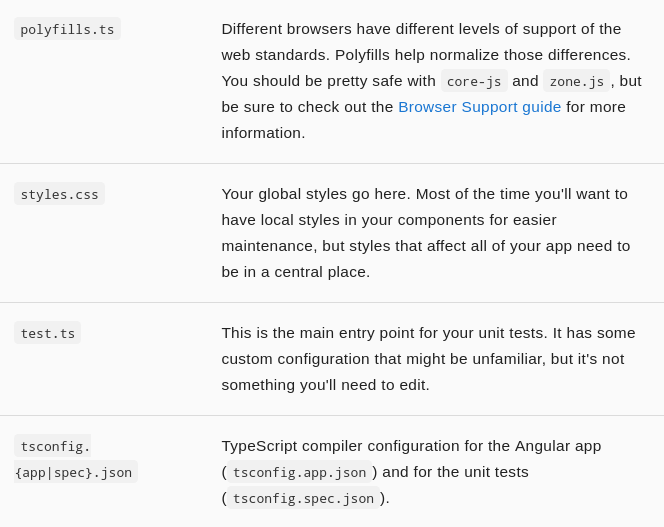 polyfills.ts
Different browsers have different levels of support of the
web standards. Polyfills help normalize those differences.
You should be pretty safe with core-js and zone.js, but
be sure to check out the Browser Support guide for more
information.
styles.css
Your global styles go here. Most of the time you'll want to
have local styles in your components for easier
maintenance, but styles that affect all of your app need to
be in a central place.
test.ts
This is the main entry point for your unit tests. It has some
custom configuration that might be unfamiliar, but it's not
something you'll need to edit.
tsconfig.
{app|spec}.json
TypeScript compiler configuration for the Angular app
(tsconfig.app.json) and for the unit tests
(tsconfig.spec.json).